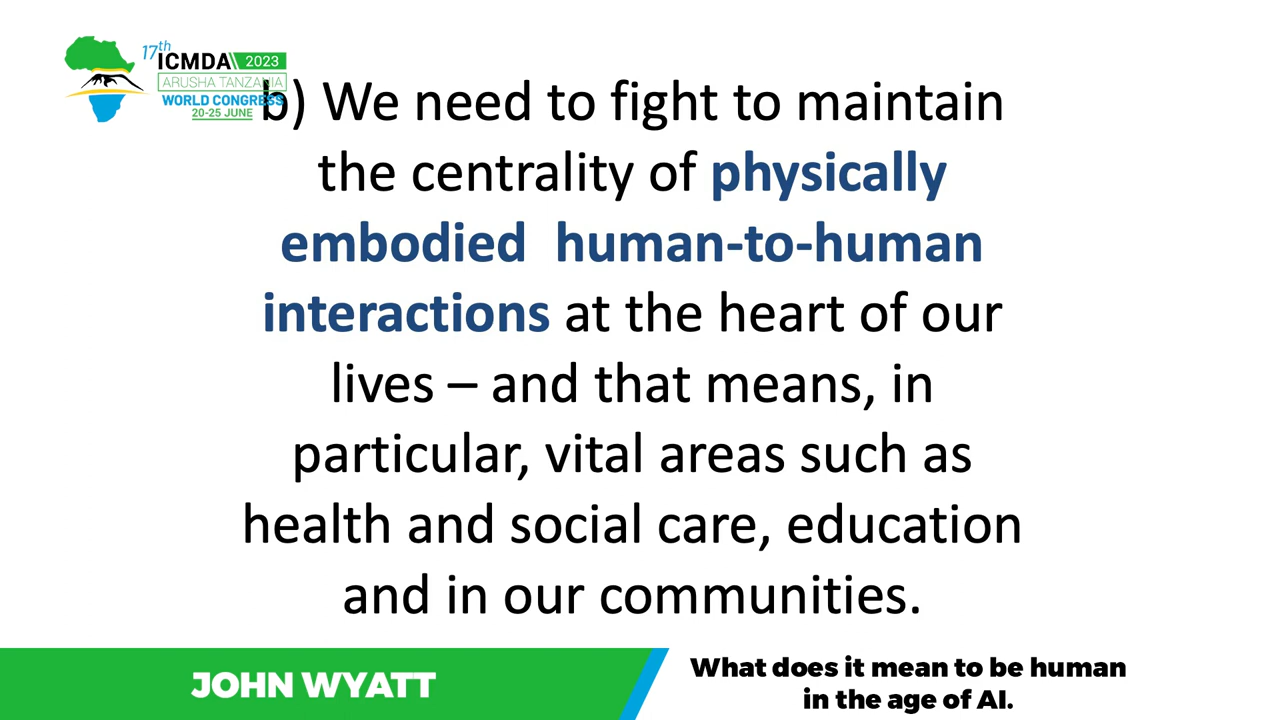 17th
ICMDA 2023
ARUSHA TANZANIA
WORLD CONGRESS
20-25 JUNE
b) We need to fight to maintain
the centrality of physically
embodied human-to-human
interactions at the heart of our
lives – and that means, in
particular, vital areas such as
health and social care, education
and in our communities.
JOHN WYATT
What does it mean to be human
in the age of AI.